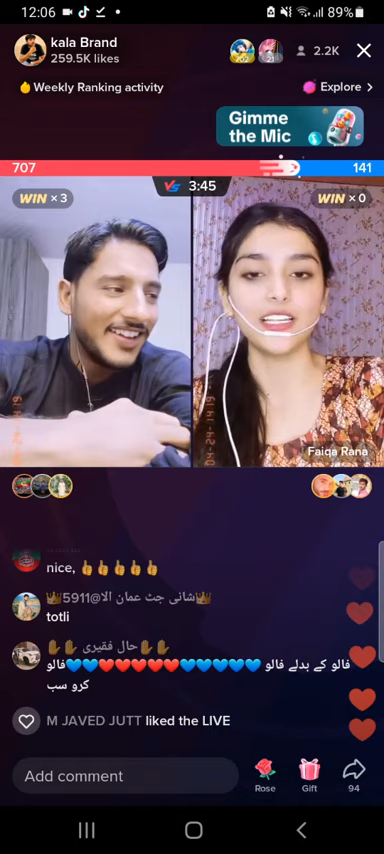 12:06
89%
kala Brand
259.5K likes
2.2K
Weekly Ranking activity
Explore
Gimme
the Mic
707
141
VS 3:45
WIN × 3
WIN × 0
Faiqa Rana
nice, 👍👍👍👍👍
👑شانی جٹ عمان الا@5911👑
totli
✋✋حال فقیری✋✋
فالو کے بدلے فالو 💙💙💙💙💙❤️❤️❤️❤️❤️💙💙فالو
کرو سب
M JAVED JUTT liked the LIVE
Add comment
Rose
Gift
94